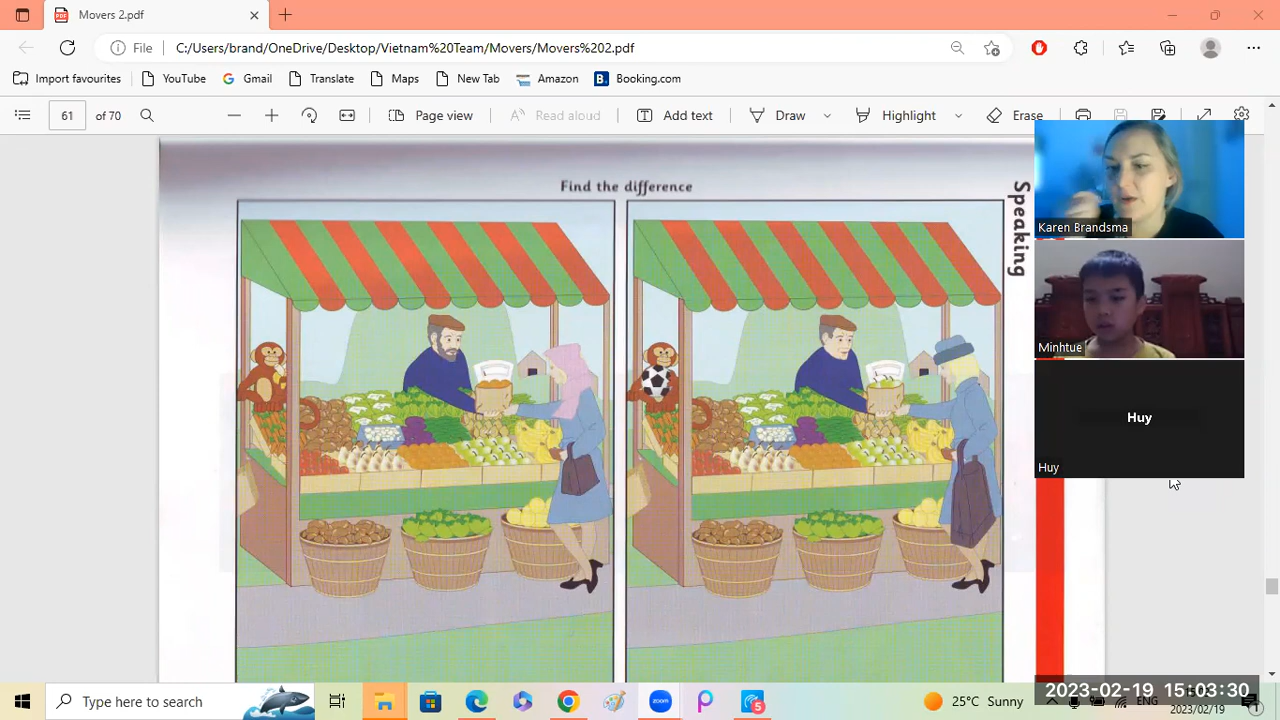 Movers 2.pdf
File
C:/Users/brand/OneDrive/Desktop/Vietnam%20Team/Movers/Movers%202.pdf
Import favourites
YouTube
Gmail
Translate
Maps
New Tab
Amazon
B.
Booking.com
61
of 70
Page view
Read aloud
Add text
Draw
Highlight
Erase
Find the difference
Speaking
Karen Brandsma
Minhtue
Huy
Huy
Type here to search
zoom
5
25°C Sunny
ENG
2023-02-19 15:03:30
2023/02/19
1